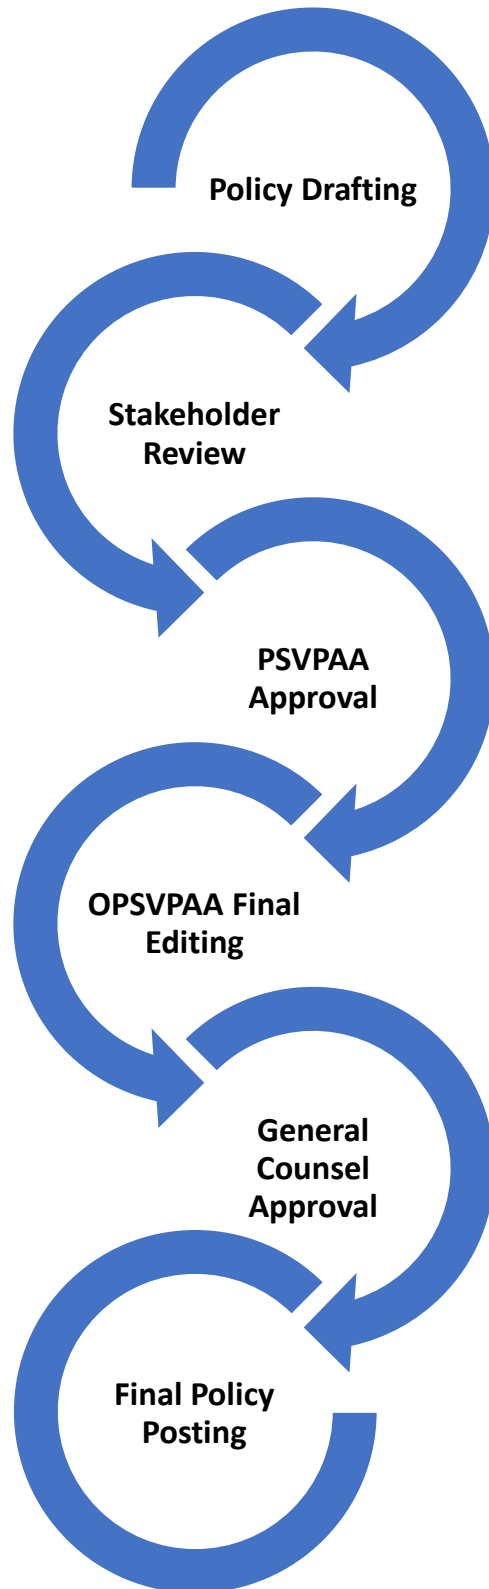 Policy Drafting
Stakeholder
Review
PSVPAA
Approval
OPSVPAA Final
Editing
General
Counsel
Approval
Final Policy
Posting